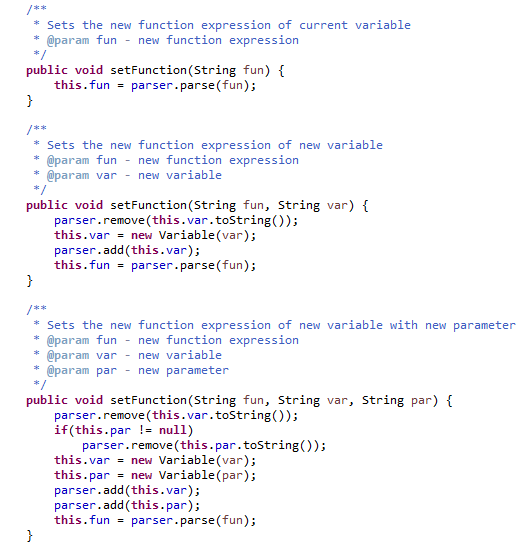 /**
 * Sets the new function expression of current variable
 * @param fun - new function expression
 */
public void setFunction(String fun) {
    this.fun = parser.parse(fun);
}

/**
 * Sets the new function expression of new variable
 * @param fun - new function expression
 * @param var - new variable
 */
public void setFunction(String fun, String var) {
    parser.remove(this.var.toString());
    this.var = new Variable(var);
    parser.add(this.var);
    this.fun = parser.parse(fun);
}

/**
 * Sets the new function expression of new variable with new parameter
 * @param fun - new function expression
 * @param var - new variable
 * @param par - new parameter
 */
public void setFunction(String fun, String var, String par) {
    parser.remove(this.var.toString());
    if(this.par != null)
        parser.remove(this.par.toString());
    this.var = new Variable(var);
    this.par = new Variable(par);
    parser.add(this.var);
    parser.add(this.par);
    this.fun = parser.parse(fun);
}